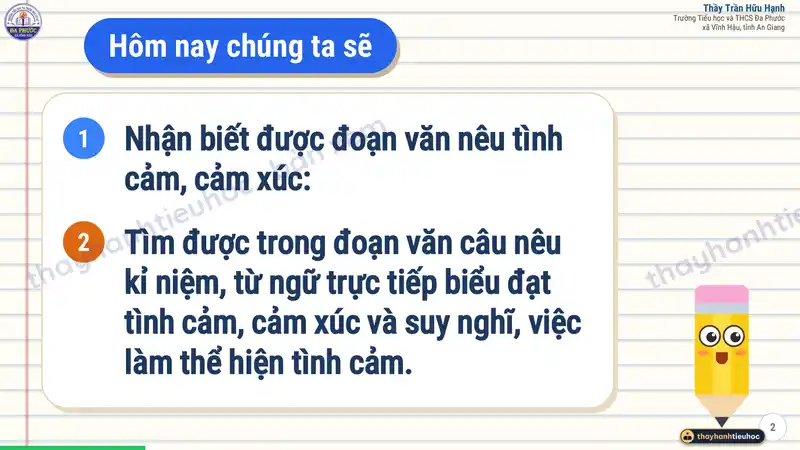 Thầy Trần Hữu Hạnh
Trường Tiểu học và THCS Đa Phước
xã Vĩnh Hậu, tỉnh An Giang
ĐA PHƯỚC
Hôm nay chúng ta sẽ
1 Nhận biết được đoạn văn nêu tình
cảm, cảm xúc:
2 Tìm được trong đoạn văn câu nêu
kỉ niệm, từ ngữ trực tiếp biểu đạt
tình cảm, cảm xúc và suy nghĩ, việc
làm thể hiện tình cảm.
thayhanhtieuhoc
2